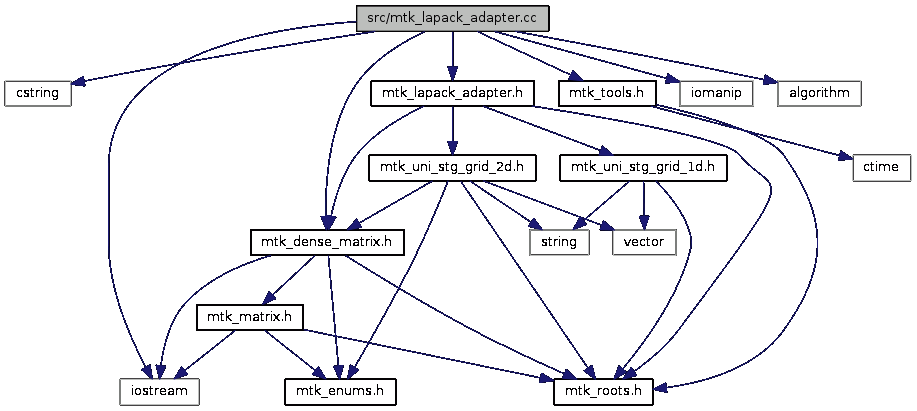 src/mtk_lapack_adapter.cc
cstring
mtk_lapack_adapter.h
mtk_tools.h
iomanip
algorithm
mtk_uni_stg_grid_2d.h
mtk_uni_stg_grid_1d.h
ctime
mtk_dense_matrix.h
string
vector
mtk_matrix.h
iostream
mtk_enums.h
mtk_roots.h